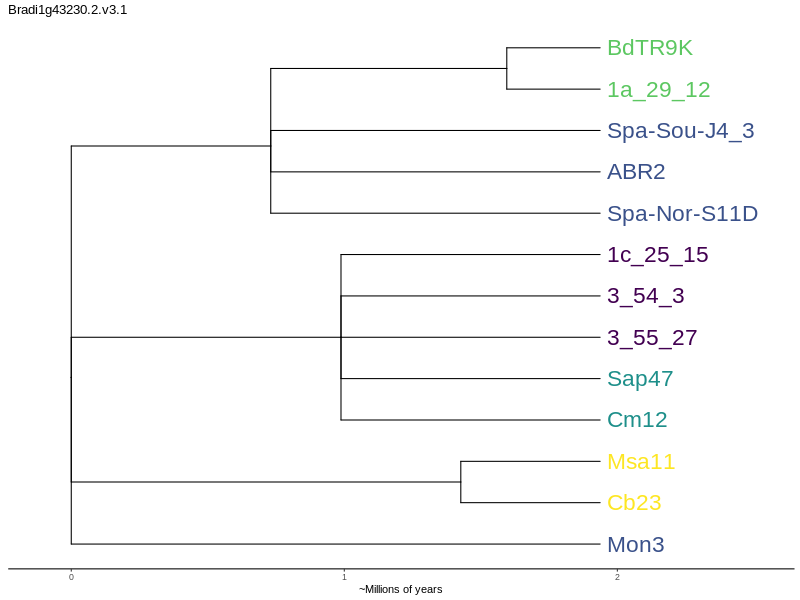 Bradi1g43230.2.v3.1
BdTR9K
1a_29_12
Spa-Sou-J4_3
ABR2
Spa-Nor-S11D
1c_25_15
3_54_3
3_55_27
Sap47
Cm12
Msa11
Cb23
Mon3
0 1 2
~Millions of years